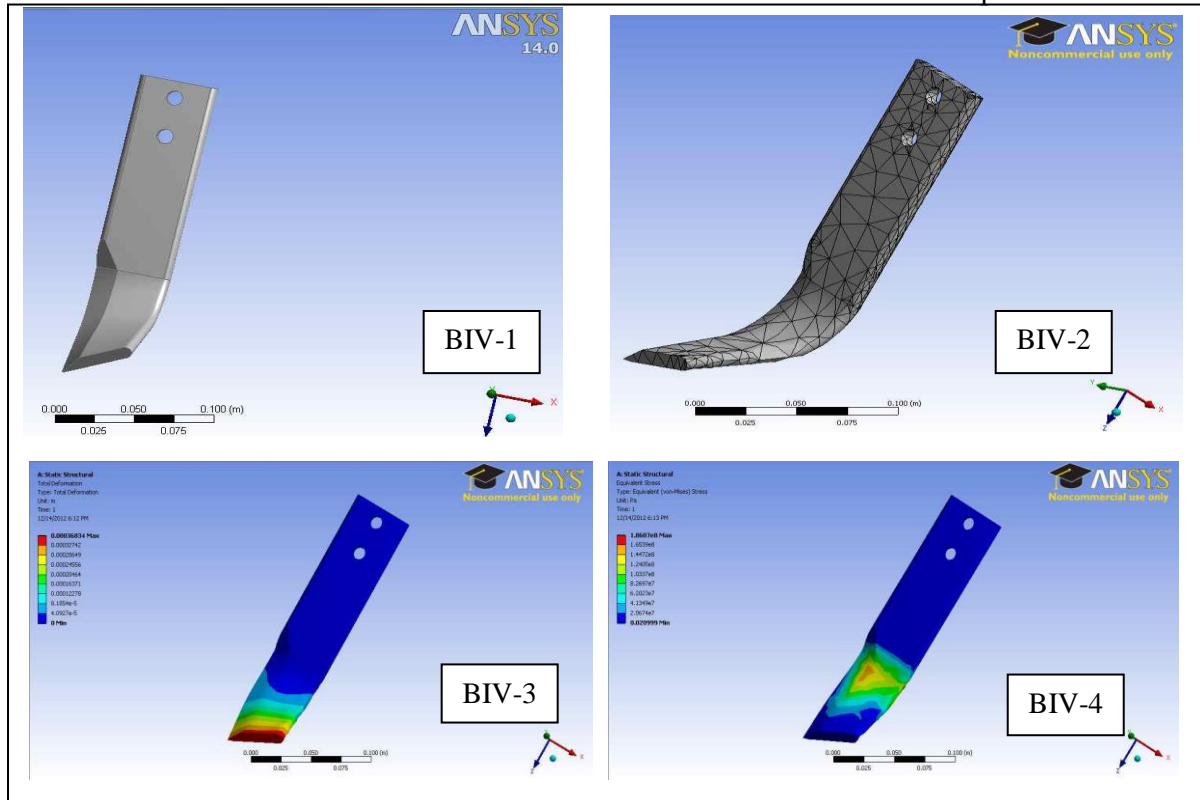 ANSYS
14.0
BIV-1
0.000 0.050 0.100 (m)
0.025 0.075
X
ANSYS
Noncommercial use only
BIV-2
0.000 0.050 0.100 (m)
0.025 0.075
Y
X
Z
A: Static Structural
Total Deformation
Type: Total Deformation
Unit: m
Time: 1
12/14/2012 6:12 PM
0.00036834 Max
0.00032742
0.00028649
0.00024556
0.00020464
0.00016371
0.00012278
8.1854e-5
4.0927e-5
0 Min
ANSYS
Noncommercial use only
BIV-3
0.000 0.050 0.100 (m)
0.025 0.075
X
Z
A: Static Structural
Equivalent Stress
Type: Equivalent (von-Mises) Stress
Unit: Pa
Time: 1
12/14/2012 6:13 PM
1.8607e8 Max
1.6539e8
1.4472e8
1.2405e8
1.0337e8
8.2697e7
6.2023e7
4.1349e7
2.0674e7
0.020999 Min
ANSYS
Noncommercial use only
BIV-4
0.000 0.050 0.100 (m)
0.025 0.075
X
Z